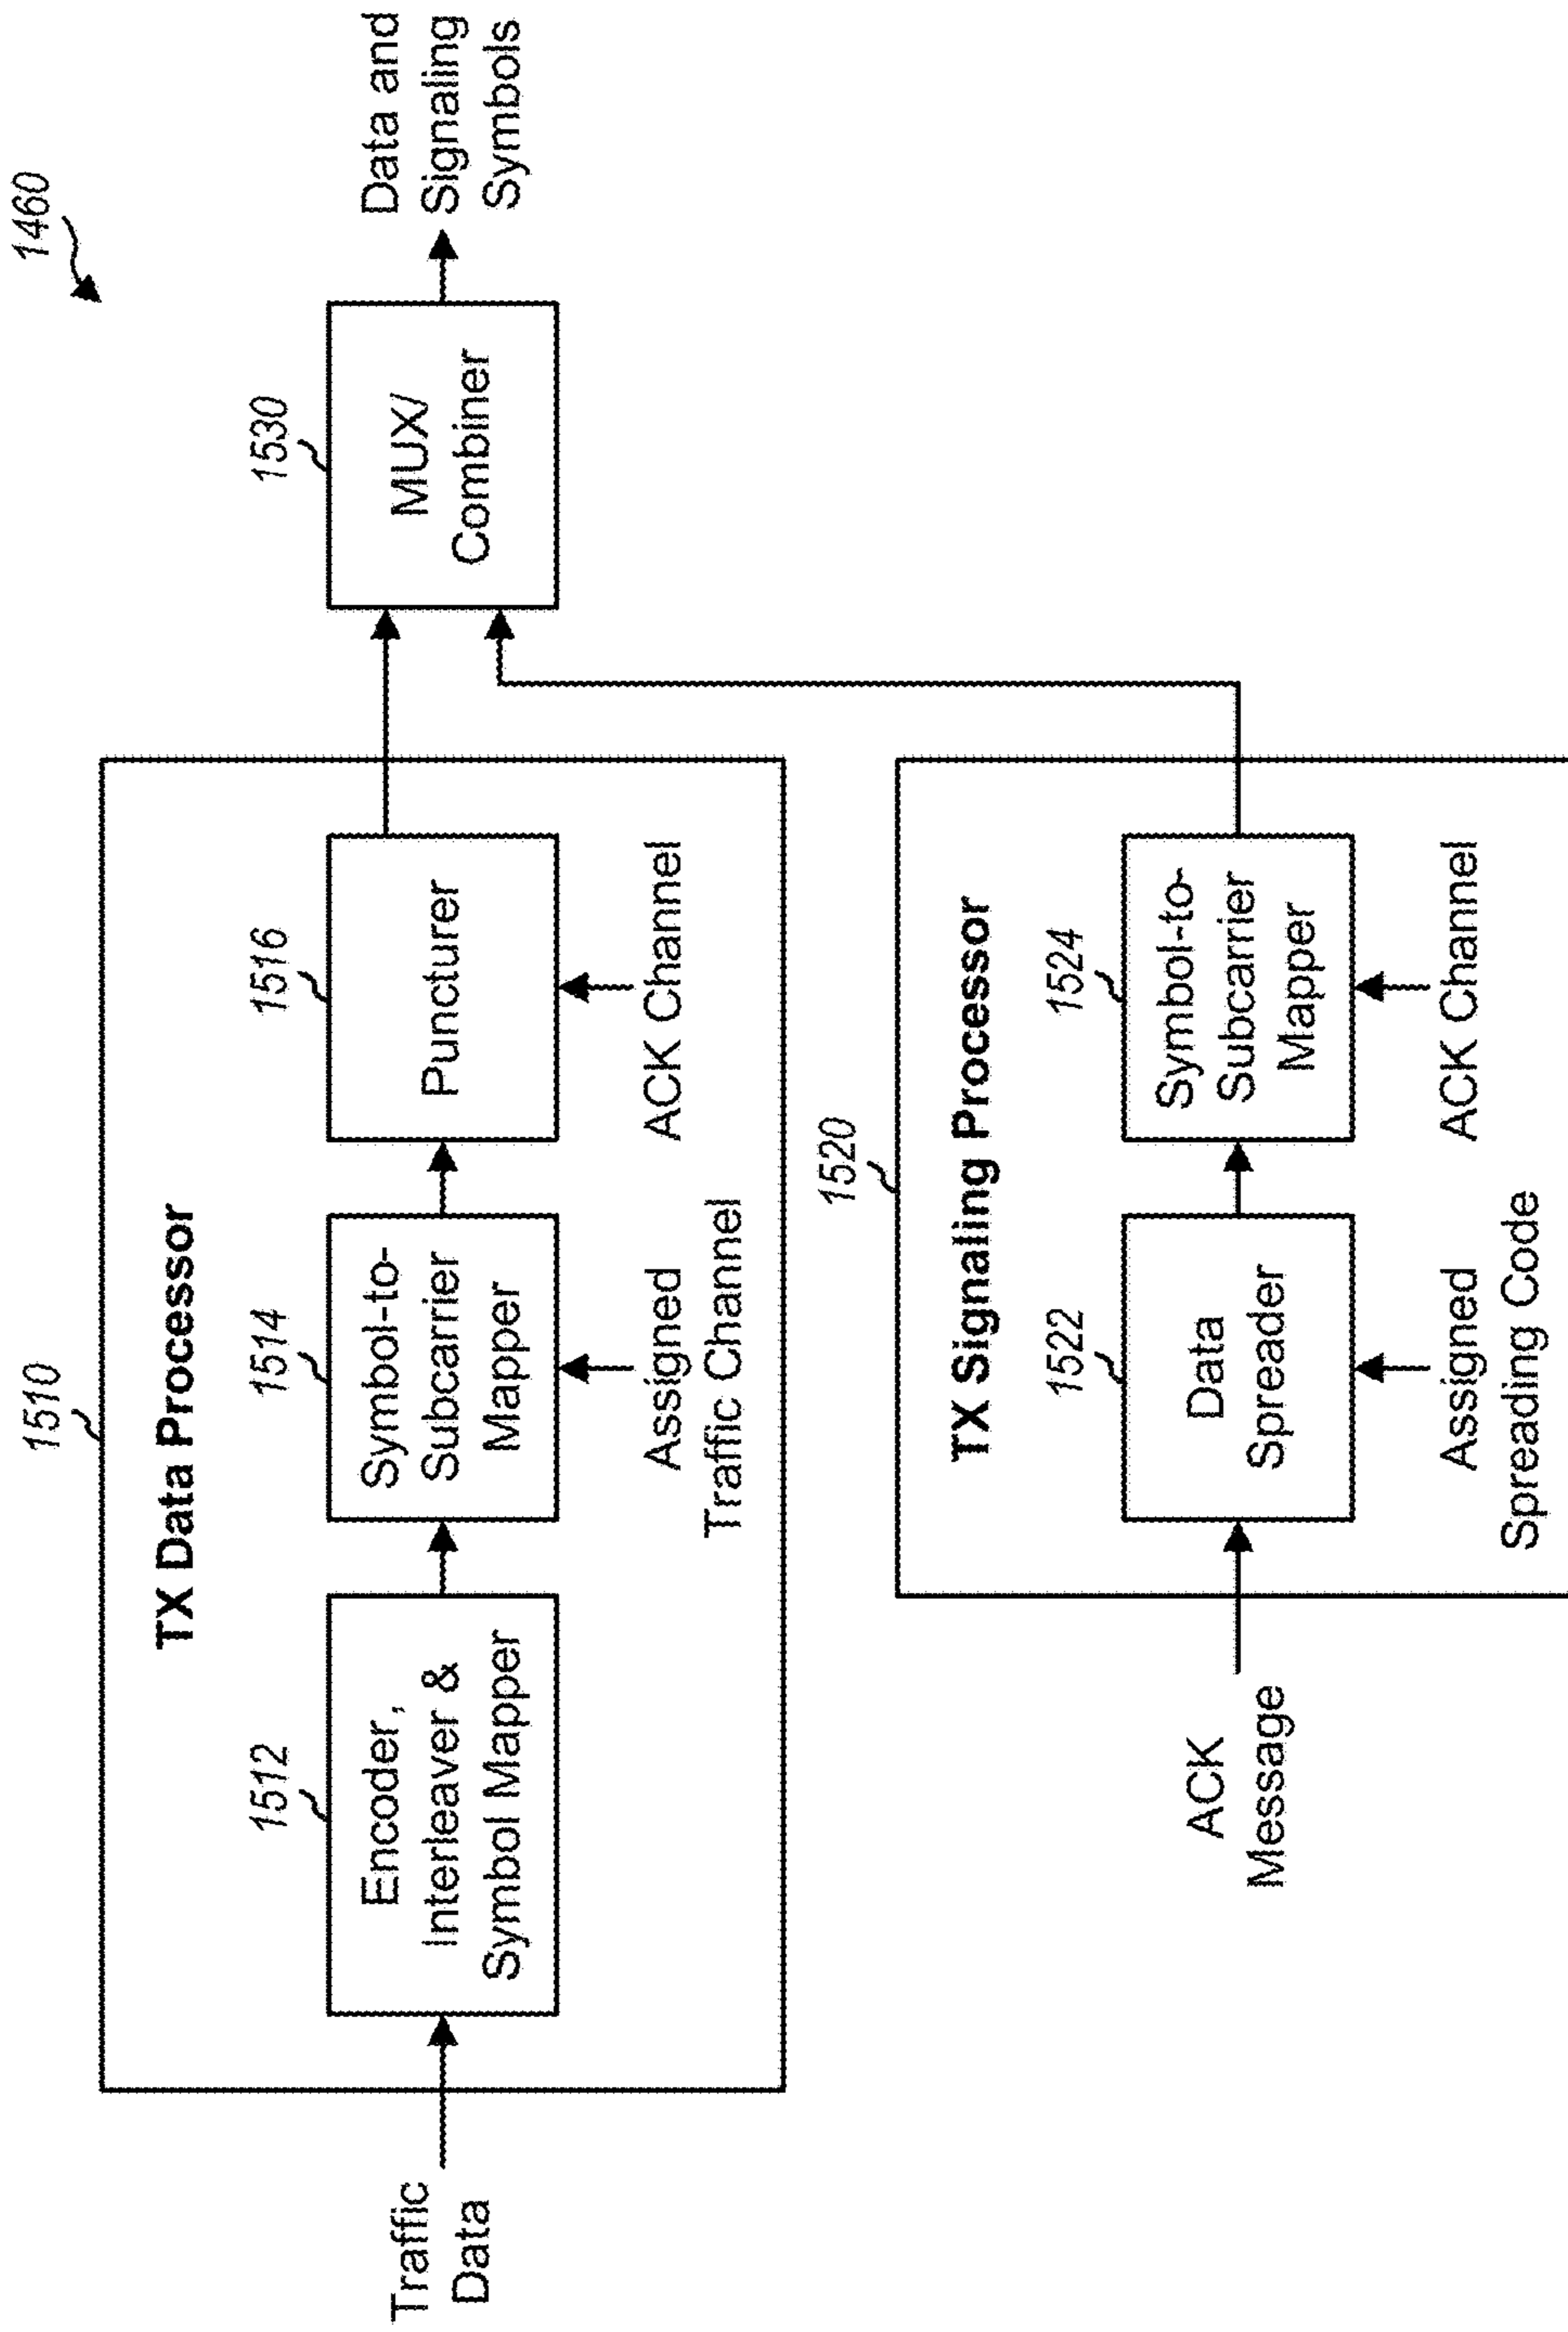 1460
1510
TX Data Processor
1512
1514
1516
1530
Traffic
Data
Encoder,
Interleaver &
Symbol Mapper
Symbol-to-
Subcarrier
Mapper
Puncturer
MUX/
Combiner
Data and
Signaling
Symbols
Assigned
Traffic Channel
ACK Channel
1520
TX Signaling Processor
1522
1524
ACK
Message
Data
Spreader
Symbol-to-
Subcarrier
Mapper
Assigned
Spreading Code
ACK Channel